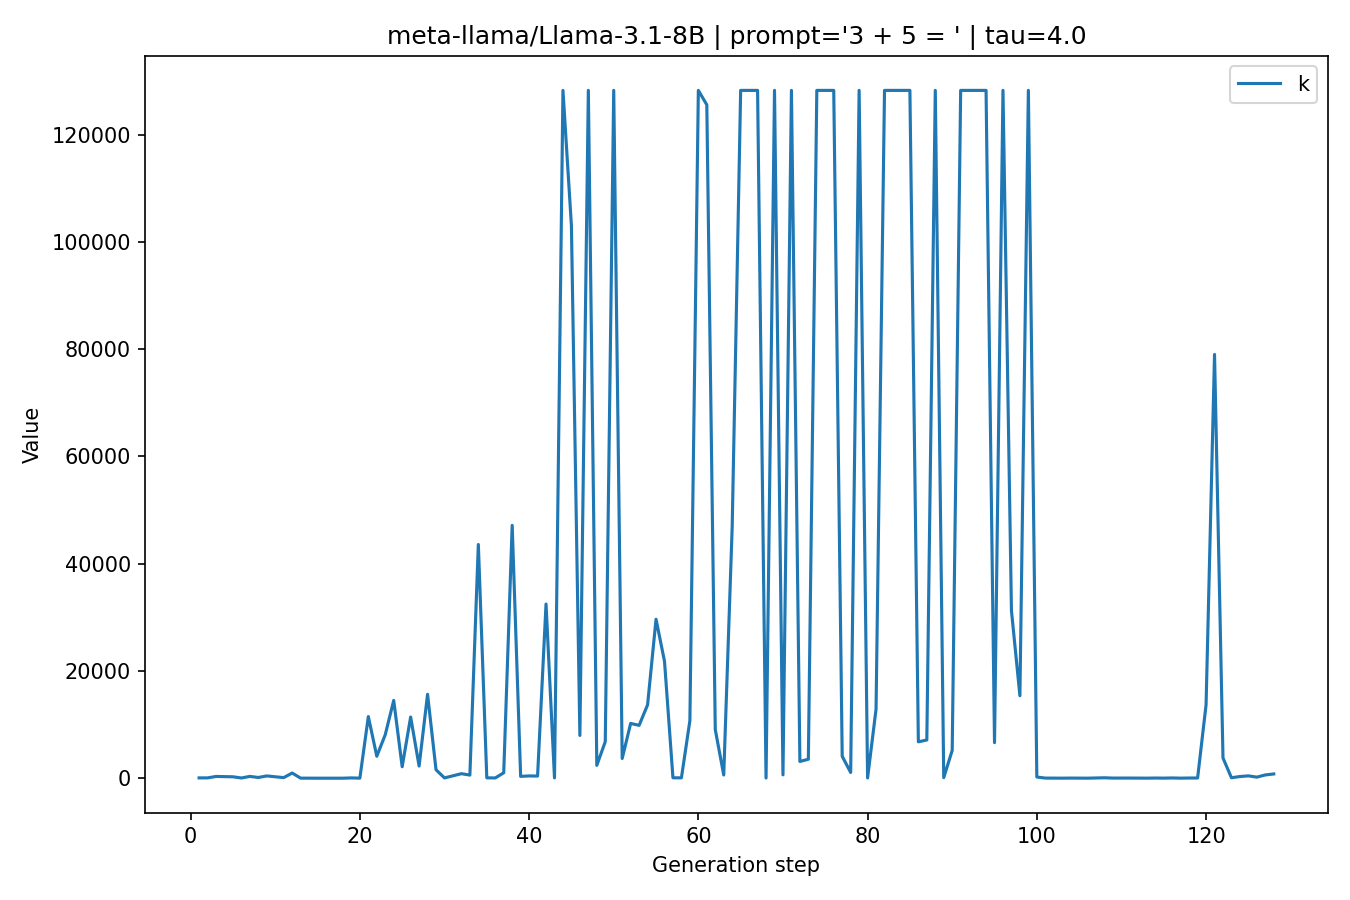 meta-llama/Llama-3.1-8B | prompt='3 + 5 = ' | tau=4.0
k
120000
100000
80000
60000
40000
20000
0
Value
0 20 40 60 80 100 120
Generation step